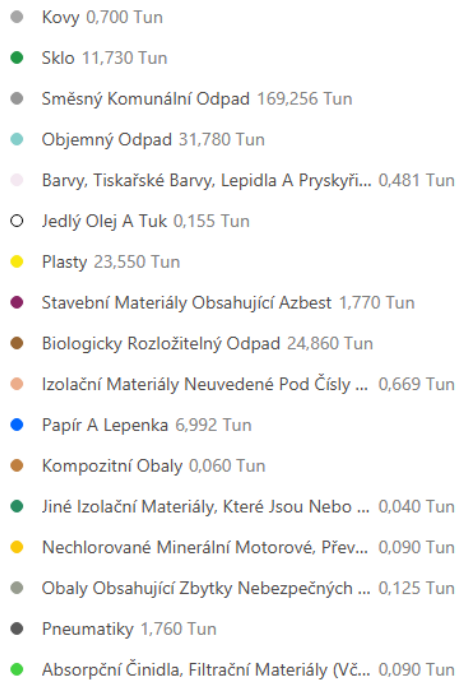 Kovy 0,700 Tun
Sklo 11,730 Tun
Směsný Komunální Odpad 169,256 Tun
Objemný Odpad 31,780 Tun
Barvy, Tiskařské Barvy, Lepidla A Pryskyři... 0,481 Tun
Jedlý Olej A Tuk 0,155 Tun
Plasty 23,550 Tun
Stavební Materiály Obsahující Azbest 1,770 Tun
Biologicky Rozložitelný Odpad 24,860 Tun
Izolační Materiály Neuvedené Pod Čísly ... 0,669 Tun
Papír A Lepenka 6,992 Tun
Kompozitní Obaly 0,060 Tun
Jiné Izolační Materiály, Které Jsou Nebo ... 0,040 Tun
Nechlorované Minerální Motorové, Přev... 0,090 Tun
Obaly Obsahující Zbytky Nebezpečných ... 0,125 Tun
Pneumatiky 1,760 Tun
Absorpční Činidla, Filtrační Materiály (Vč... 0,090 Tun